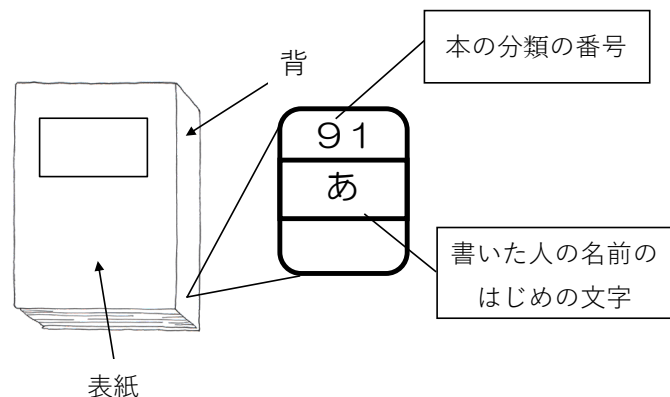 本の分類の番号
背
91
あ
書いた人の名前の
はじめの文字
表紙